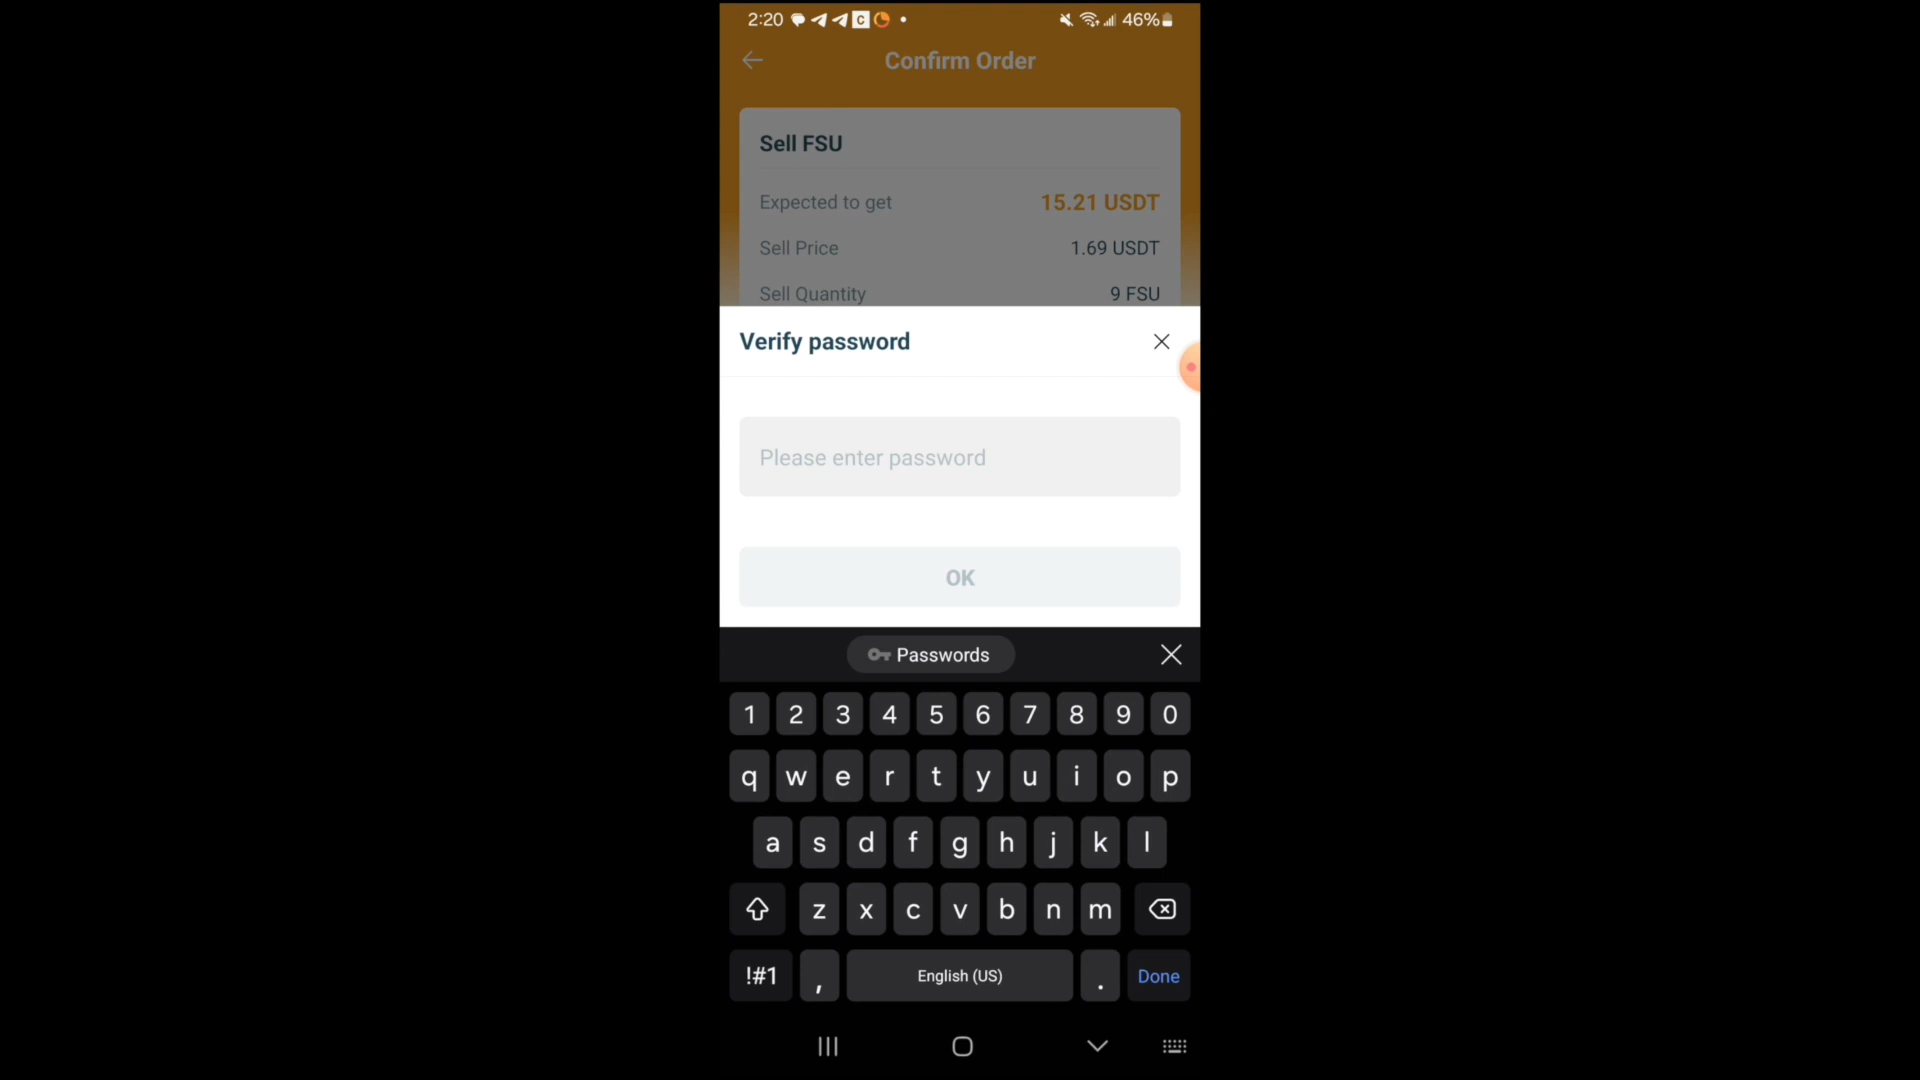 2:20 C 46%
Confirm Order
Sell FSU
Expected to get 15.21 USDT
Sell Price 1.69 USDT
Sell Quantity 9 FSU
Verify password
Please enter password
OK
Passwords
1 2 3 4 5 6 7 8 9 0
q w e r t y u i o p
a s d f g h j k l
z x c v b n m
!#1 , English (US) . Done